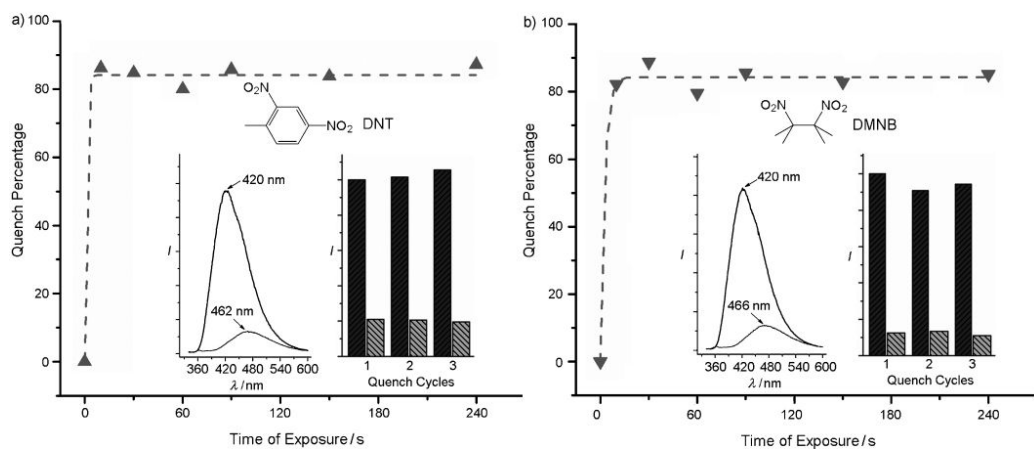 a)
100
80
60
40
20
0
Quench Percentage
O₂N
NO₂ DNT
420 nm
462 nm
I
360 420 480 540 600
λ/nm
I
1 2 3
Quench Cycles
0 60 120 180 240
Time of Exposure/s
b)
100
80
60
40
20
0
Quench Percentage
O₂N NO₂
DMNB
420 nm
466 nm
I
360 420 480 540 600
λ/nm
I
1 2 3
Quench Cycles
0 60 120 180 240
Time of Exposure/s